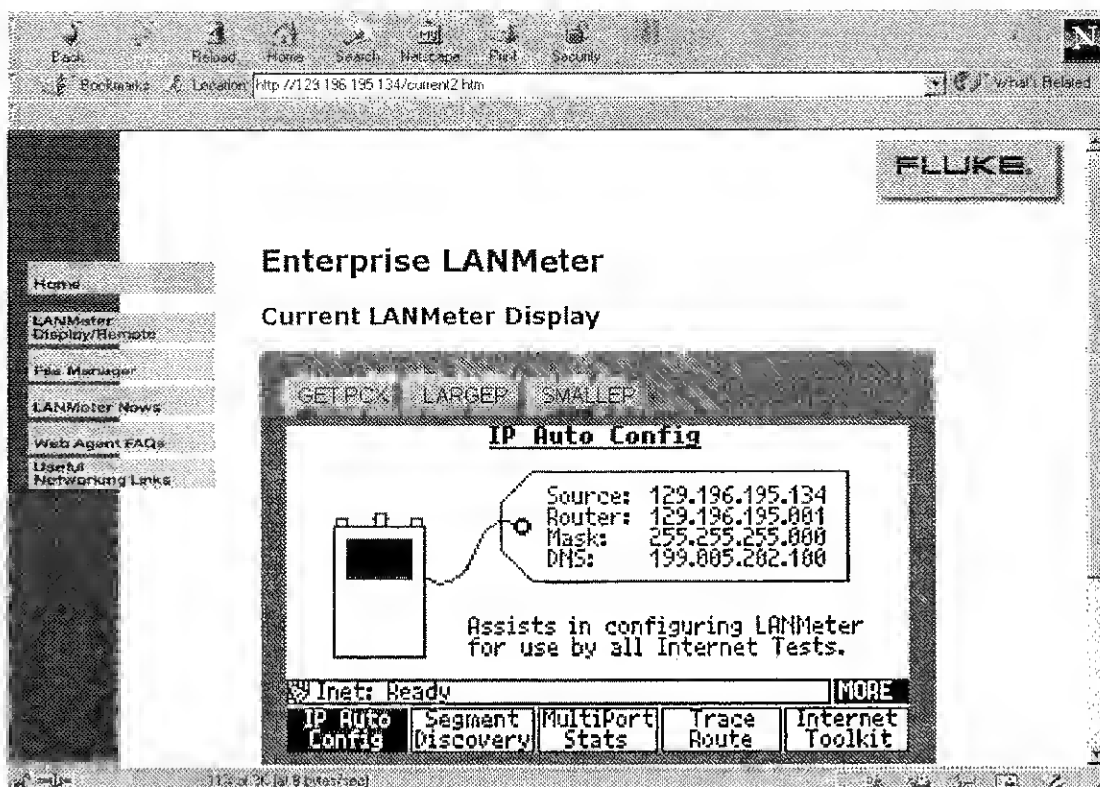 Back Reload Home Search Netscape Print Security
N
Bookmarks Location: http://129.196.195.134/current2.htm What's Related
FLUKE.
Enterprise LANMeter
Current LANMeter Display
Home
LANMeter
Display/Remote
File Manager
LANMeter News
Web Agent FAQs
Useful
Networking Links
GET PCX LARGER SMALLER
IP Auto Config
Source: 129.196.195.134
Router: 129.196.195.001
Mask: 255.255.255.000
DNS: 199.005.202.100
Assists in configuring LANMeter
for use by all Internet Tests.
Inet: Ready MORE
IP Auto Config
Segment Discovery
MultiPort Stats
Trace Route
Internet Toolkit